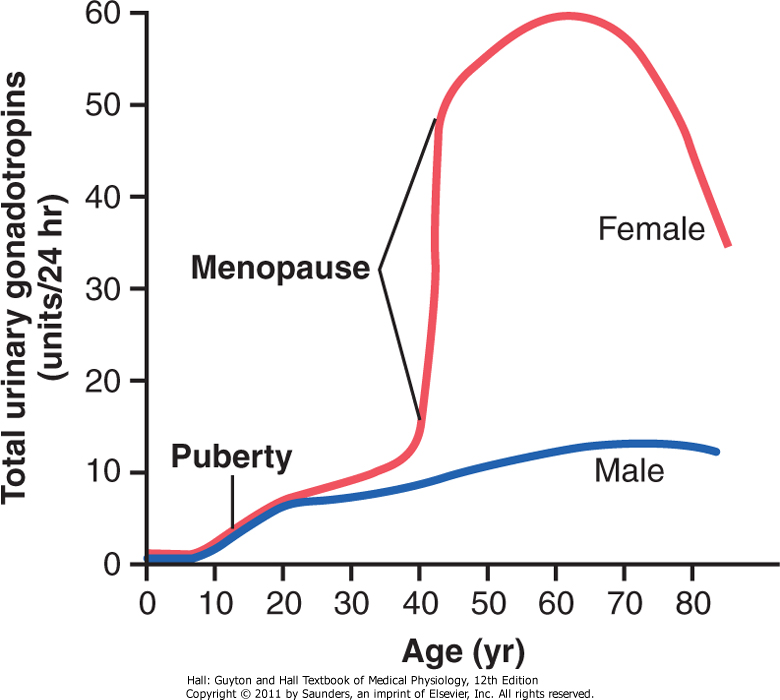 Total urinary gonadotropins
(units/24 hr)
60
50
40
30
20
10
0
Menopause
Puberty
Female
Male
0 10 20 30 40 50 60 70 80
Age (yr)
Hall: Guyton and Hall Textbook of Medical Physiology, 12th Edition
Copyright © 2011 by Saunders, an imprint of Elsevier, Inc. All rights reserved.